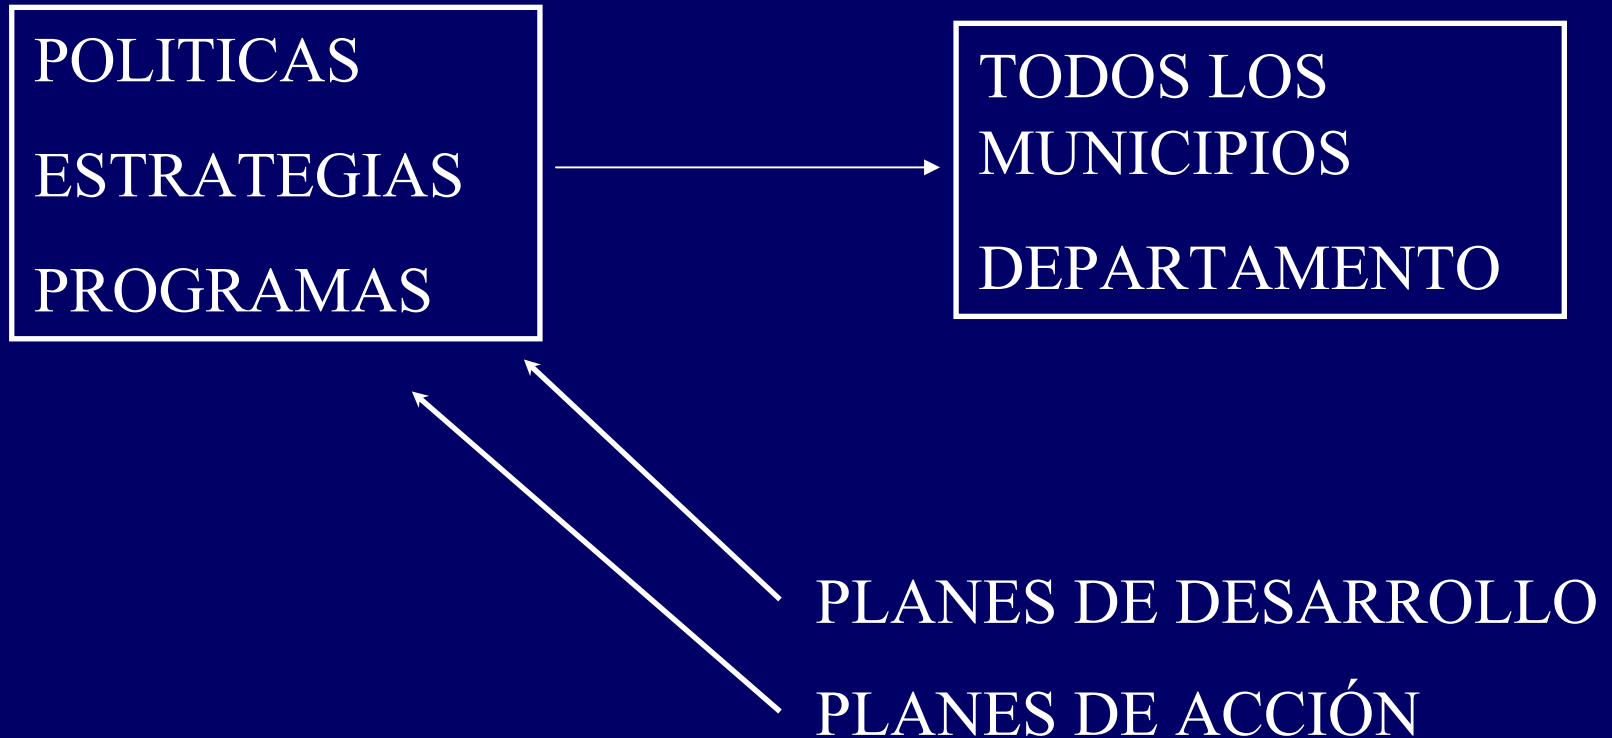 POLITICAS
ESTRATEGIAS
PROGRAMAS
TODOS LOS
MUNICIPIOS
DEPARTAMENTO
PLANES DE DESARROLLO
PLANES DE ACCIÓN